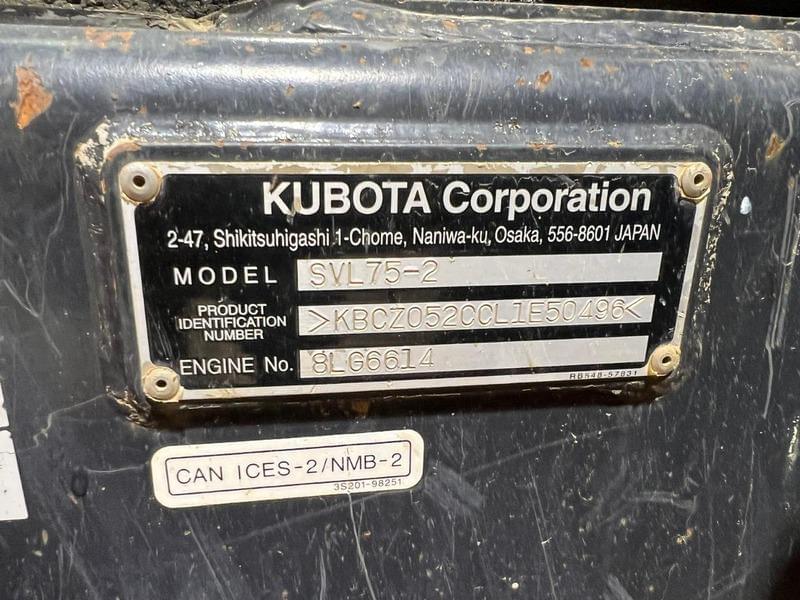 KUBOTA Corporation
2-47, Shikitsuhigashi 1-Chome, Naniwa-ku, Osaka, 556-8601 JAPAN
MODEL SVL75-2
PRODUCT
IDENTIFICATION
NUMBER
>KBCZ052CCL1E50496<
ENGINE No. 8LG6614
RB548-57831
CAN ICES-2/NMB-2
3S201-98251